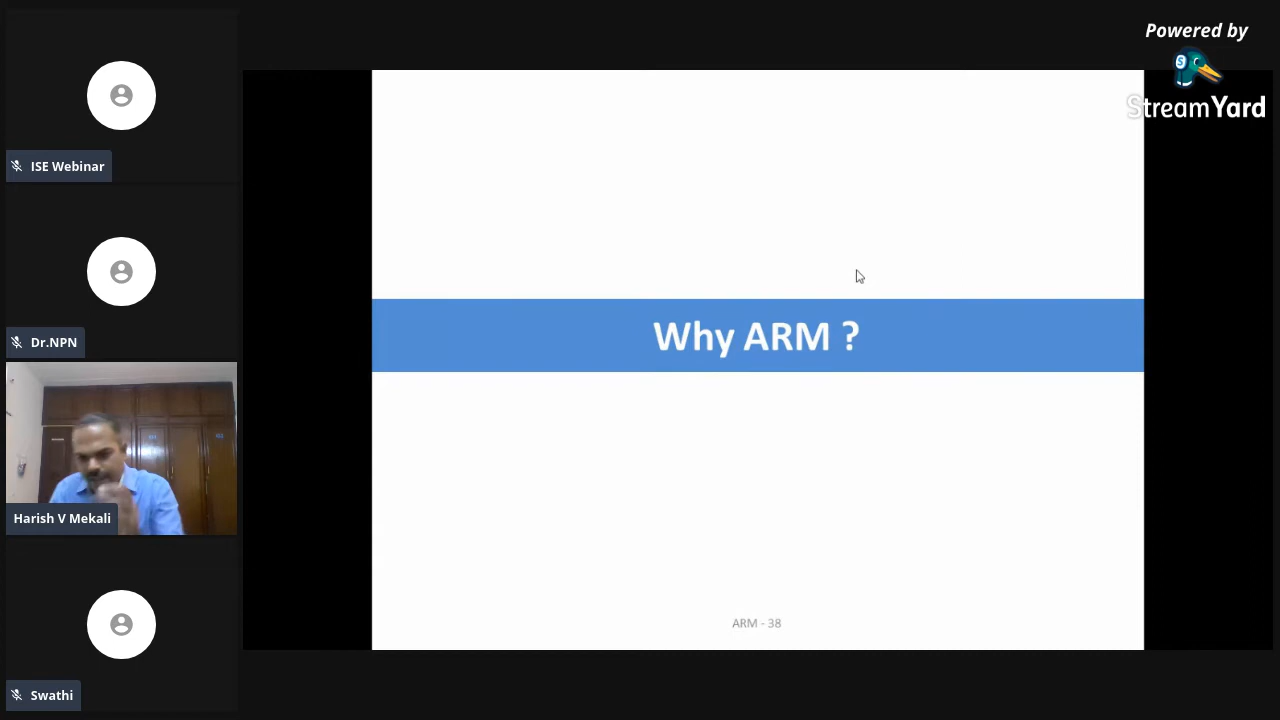 Powered by
StreamYard
ISE Webinar
Dr.NPN
Harish V Mekali
Swathi
Why ARM ?
ARM - 38